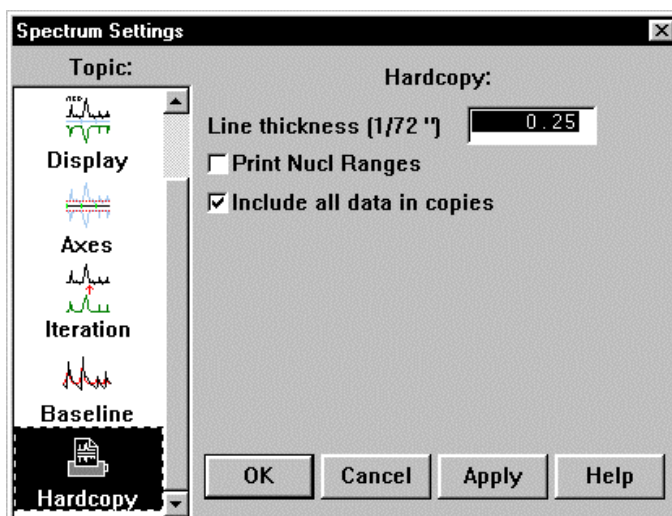 Spectrum Settings
Topic:
Display
Axes
Iteration
Baseline
Hardcopy
Hardcopy:
Line thickness (1/72 ") 0.25
Print Nucl Ranges
Include all data in copies
OK Cancel Apply Help